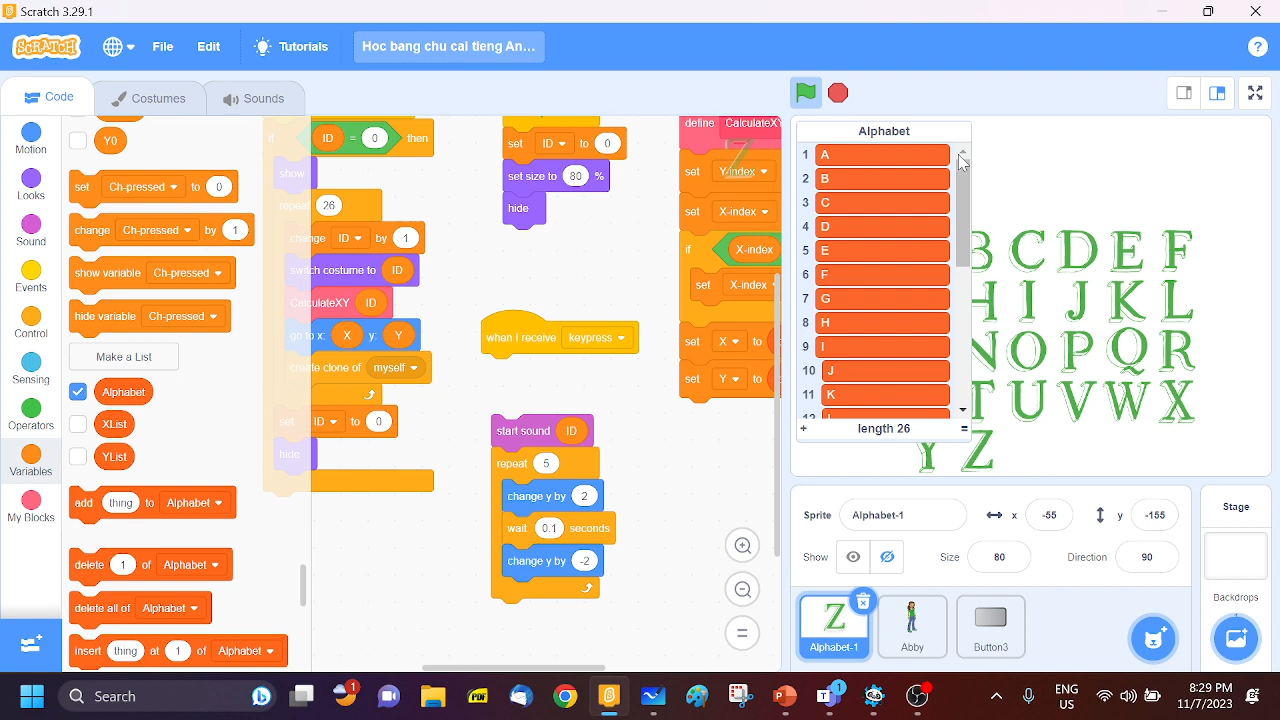 Scratch 3.29.1
SCRATCH File Edit Tutorials Hoc bang chu cai tieng An...
Code Costumes Sounds
Motion
Looks
Sound
Events
Control
Sensing
Operators
Variables
My Blocks
Y0
set Ch-pressed to 0
change Ch-pressed by 1
show variable Ch-pressed
hide variable Ch-pressed
Make a List
Alphabet
XList
YList
add thing to Alphabet
delete 1 of Alphabet
delete all of Alphabet
insert thing at 1 of Alphabet
if ID = 0 then
show
repeat 26
change ID by 1
switch costume to ID
CalculateXY ID
go to x: X y: Y
create clone of myself
set ID to 0
hide
set ID to 0
set size to 80 %
hide
when I receive keypress
start sound ID
repeat 5
change y by 2
wait 0.1 seconds
change y by -2
define CalculateXY
set Y-index
set X-index
if X-index
set X-index
set X to
set Y to
Alphabet
1 A
2 B
3 C
4 D
5 E
6 F
7 G
8 H
9 I
10 J
11 K
12 L
+ length 26 =
B C D E F
H I J K L
N O P Q R
T U V W X
Y Z
Sprite Alphabet-1 x -55 y -155
Show Size 80 Direction 90
Alphabet-1 Abby Button3
Stage
Backdrops
Search
ENG
US
8:29 PM
11/7/2023